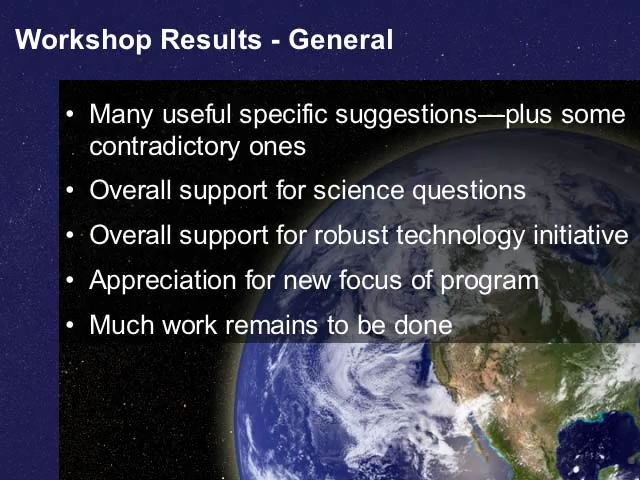 Workshop Results - General
• Many useful specific suggestions—plus some
contradictory ones
• Overall support for science questions
• Overall support for robust technology initiative
• Appreciation for new focus of program
• Much work remains to be done